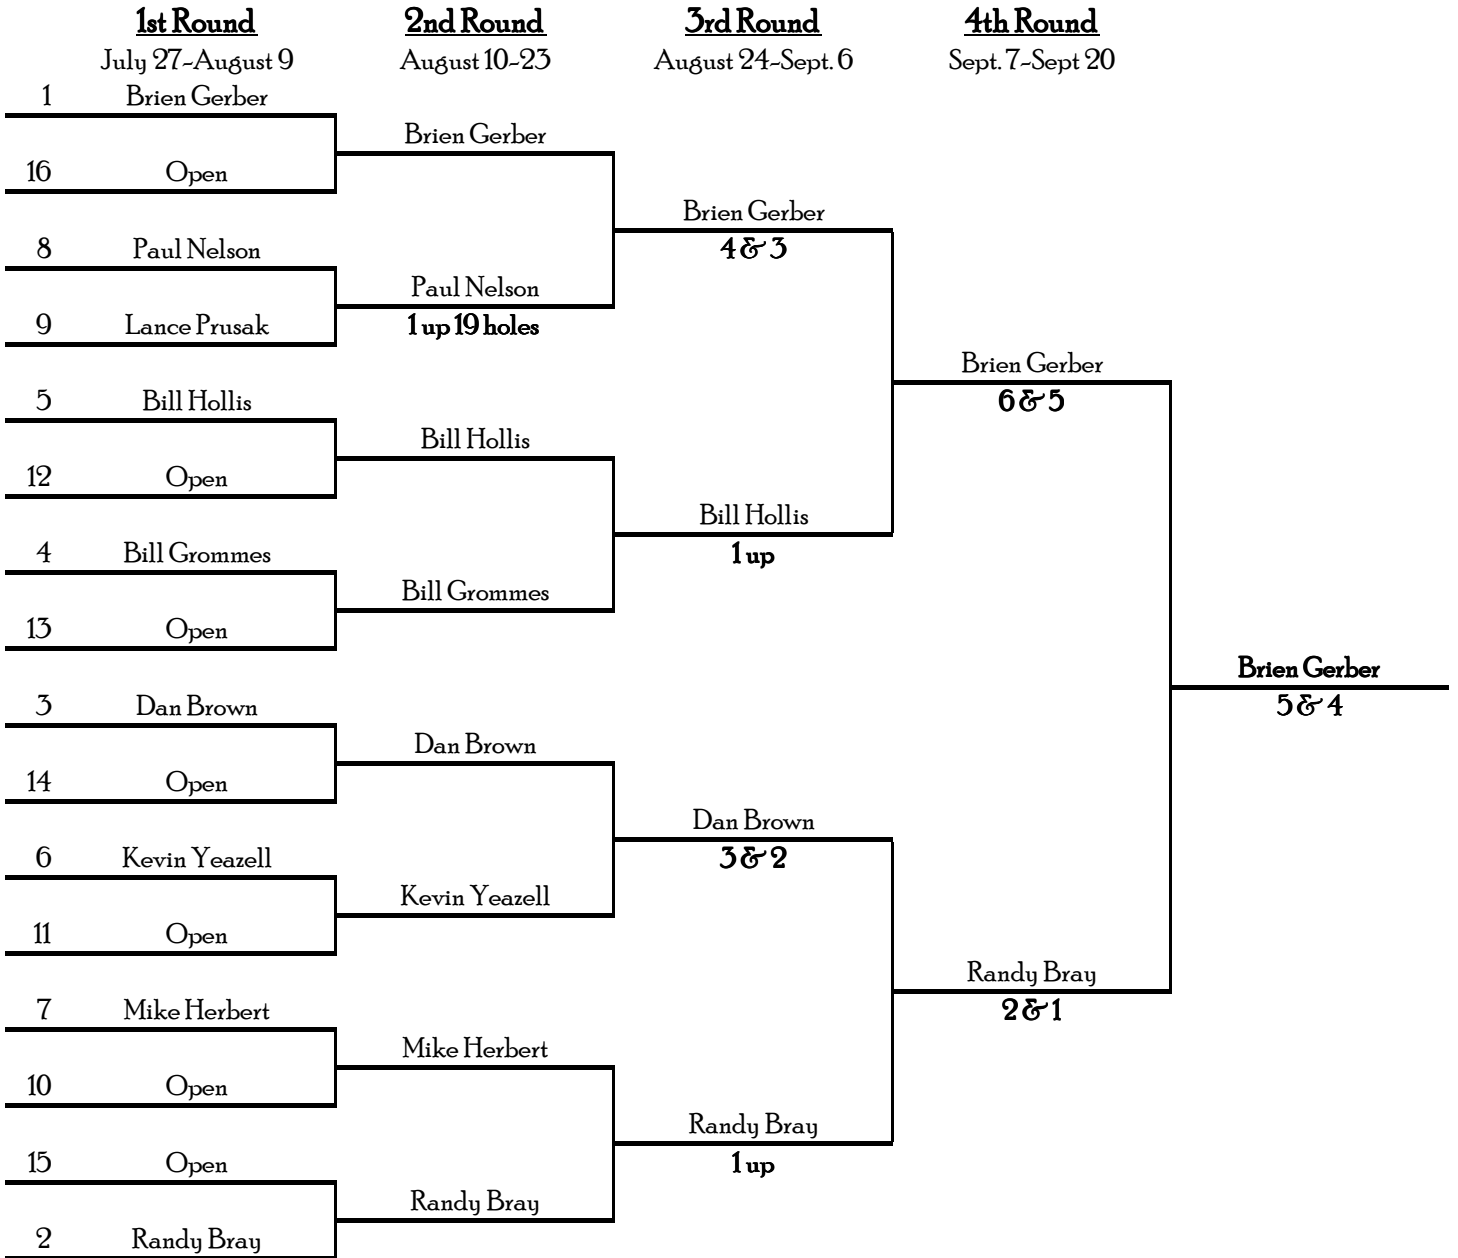 1st Round 2nd Round 3rd Round 4th Round
July 27-August 9 August 10-23 August 24-Sept. 6 Sept. 7-Sept 20
1 Brien Gerber
Brien Gerber
16 Open
Brien Gerber
8 Paul Nelson 4 & 3
Paul Nelson
9 Lance Prusak 1 up 19 holes
Brien Gerber
5 Bill Hollis 6 & 5
Bill Hollis
12 Open
Bill Hollis
4 Bill Grommes 1 up
Bill Grommes
13 Open
Brien Gerber
3 Dan Brown 5 & 4
Dan Brown
14 Open
Dan Brown
6 Kevin Yeazell 3 & 2
Kevin Yeazell
11 Open
Randy Bray
7 Mike Herbert 2 & 1
Mike Herbert
10 Open
Randy Bray
15 Open 1 up
Randy Bray
2 Randy Bray